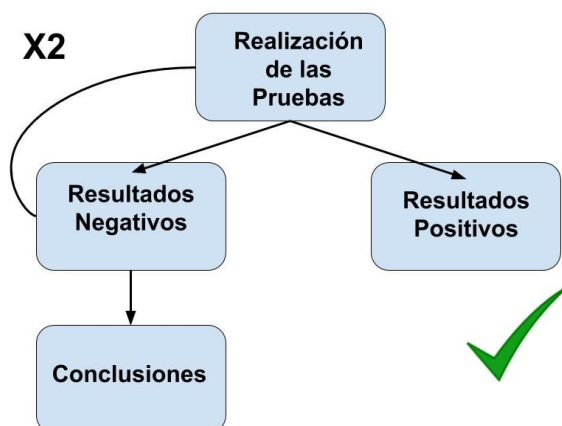 X2
Realización
de las
Pruebas
Resultados
Negativos
Resultados
Positivos
Conclusiones